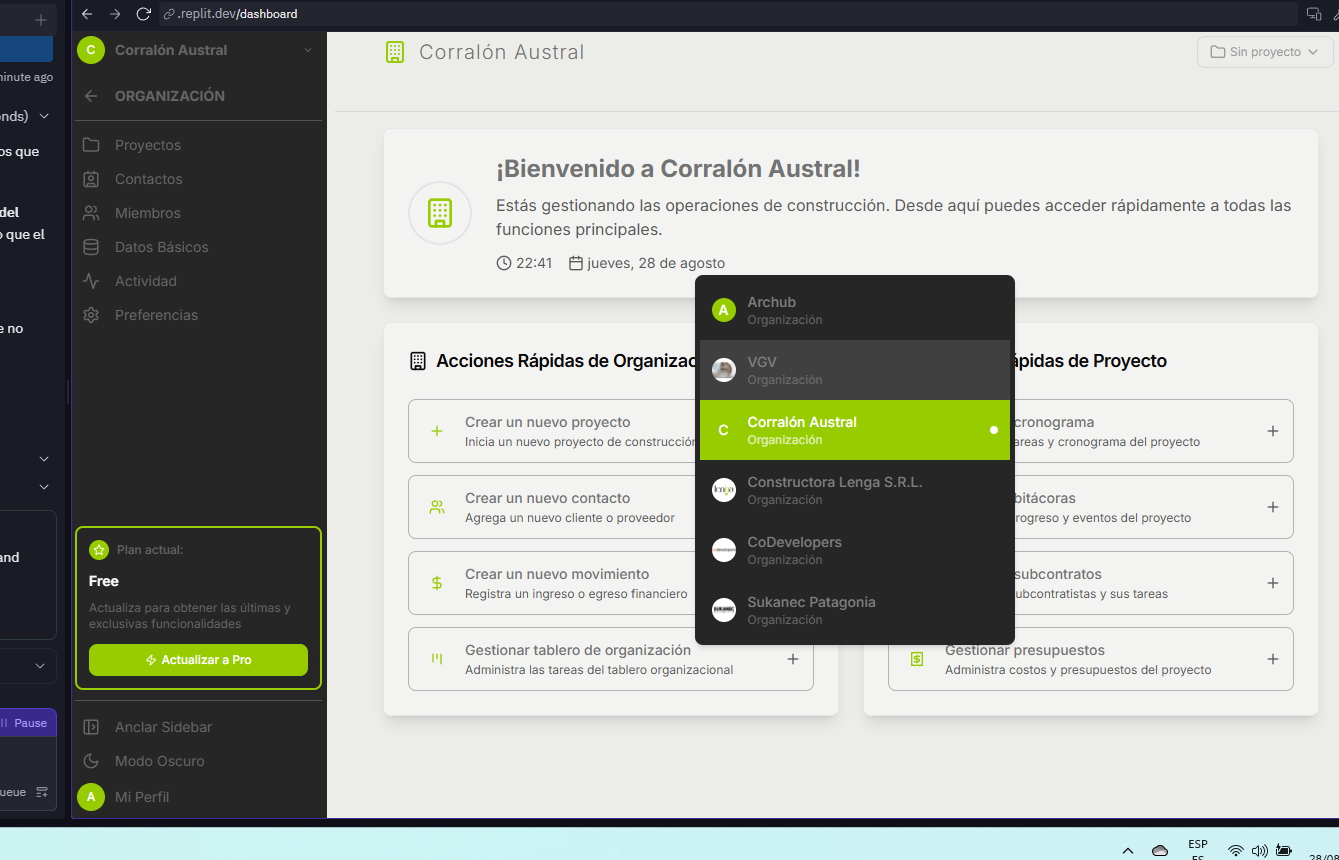 .replit.dev/dashboard
minute ago
onds)
os que
del
o que el
e no
and
Pause
ueue
C
Corralón Austral
ORGANIZACIÓN
Proyectos
Contactos
Miembros
Datos Básicos
Actividad
Preferencias
Plan actual:
Free
Actualiza para obtener las últimas y
exclusivas funcionalidades
Actualizar a Pro
Anclar Sidebar
Modo Oscuro
A
Mi Perfil
Corralón Austral
Sin proyecto
¡Bienvenido a Corralón Austral!
Estás gestionando las operaciones de construcción. Desde aquí puedes acceder rápidamente a todas las
funciones principales.
22:41
jueves, 28 de agosto
Acciones Rápidas de Organizac
Crear un nuevo proyecto
Inicia un nuevo proyecto de construcción
Crear un nuevo contacto
Agrega un nuevo cliente o proveedor
Crear un nuevo movimiento
Registra un ingreso o egreso financiero
Gestionar tablero de organización
Administra las tareas del tablero organizacional
A
Archub
Organización
VGV
Organización
C
Corralón Austral
Organización
Constructora Lenga S.R.L.
Organización
CoDevelopers
Organización
SUKANEC
Sukanec Patagonia
Organización
ápidas de Proyecto
cronograma
areas y cronograma del proyecto
bitácoras
rogreso y eventos del proyecto
subcontratos
ubcontratistas y sus tareas
Gestionar presupuestos
Administra costos y presupuestos del proyecto
ESP
ES
28/08